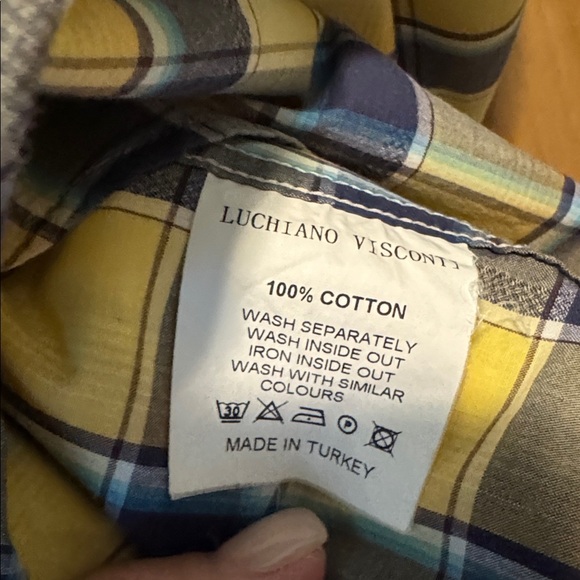 LUCHIANO VISCONTI
100% COTTON
WASH SEPARATELY
WASH INSIDE OUT
IRON INSIDE OUT
WASH WITH SIMILAR
COLOURS
30 P
MADE IN TURKEY